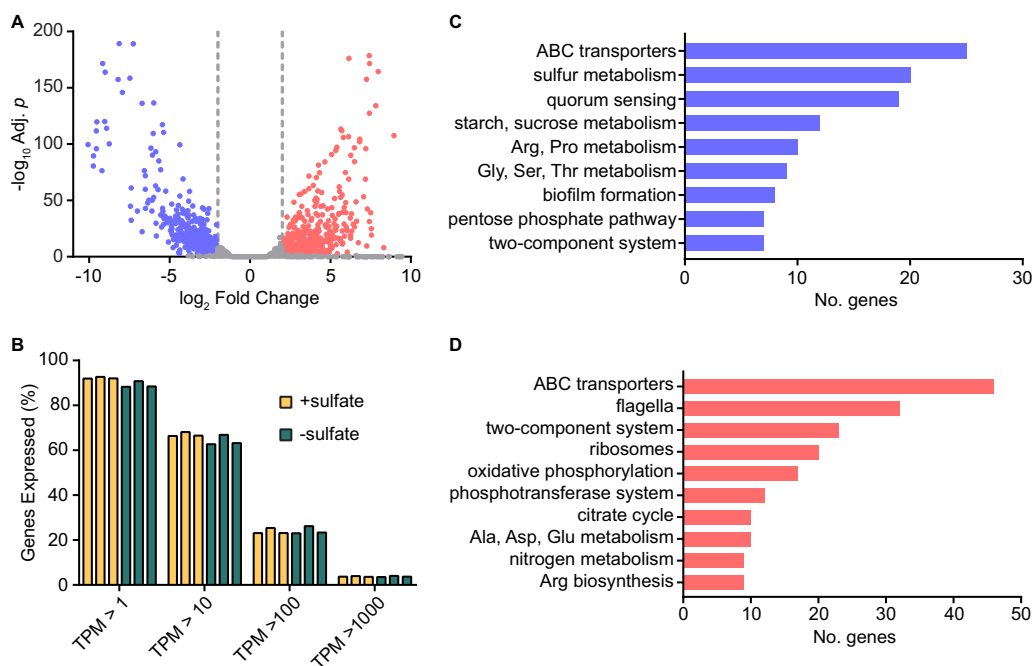 A
200
150
100
50
0
-log10 Adj. p
-10
-5
0
5
10
log2 Fold Change
B
100
80
60
40
20
0
Genes Expressed (%)
+sulfate
-sulfate
TPM > 1
TPM > 10
TPM >100
TPM >1000
C
ABC transporters
sulfur metabolism
quorum sensing
starch, sucrose metabolism
Arg, Pro metabolism
Gly, Ser, Thr metabolism
biofilm formation
pentose phosphate pathway
two-component system
0
10
20
30
No. genes
D
ABC transporters
flagella
two-component system
ribosomes
oxidative phosphorylation
phosphotransferase system
citrate cycle
Ala, Asp, Glu metabolism
nitrogen metabolism
Arg biosynthesis
0
10
20
30
40
50
No. genes